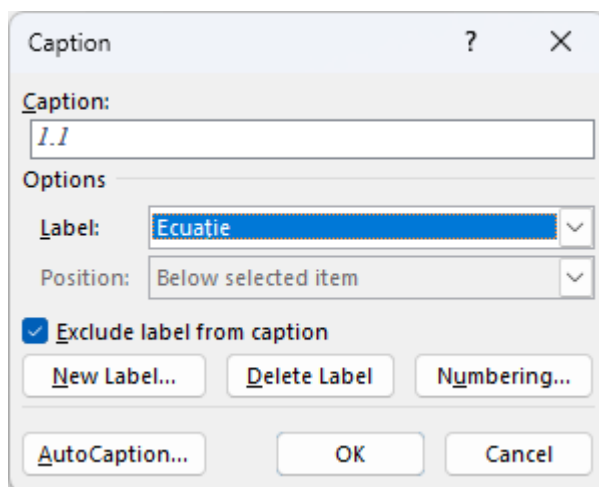 Caption
?
Caption:
1.1
Options
Label: Ecuație
Position: Below selected item
Exclude label from caption
New Label... Delete Label Numbering...
AutoCaption... OK Cancel